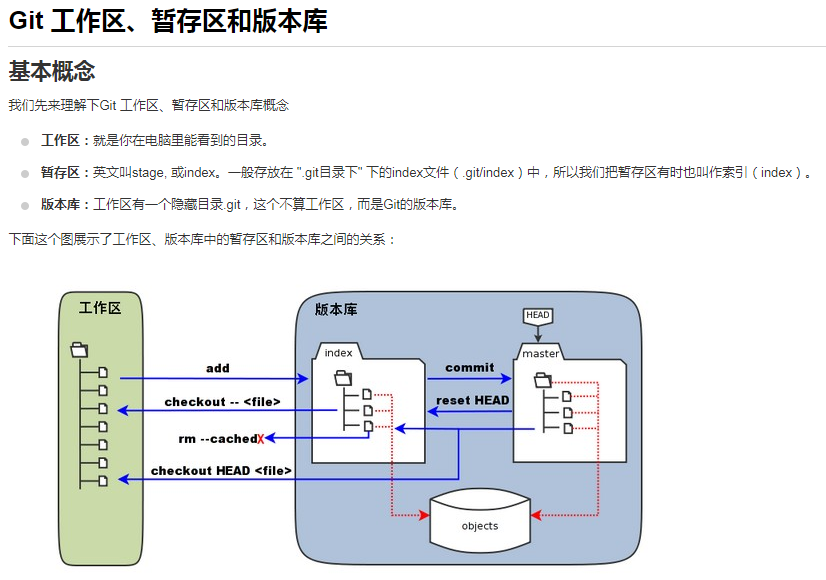 Git 工作区、暂存区和版本库
基本概念
我们先来理解下Git 工作区、暂存区和版本库概念
工作区：就是你在电脑里能看到的目录。
暂存区：英文叫stage, 或index。一般存放在 ".git目录下" 下的index文件（.git/index）中，所以我们把暂存区有时也叫作索引（index）。
版本库：工作区有一个隐藏目录.git，这个不算工作区，而是Git的版本库。
下面这个图展示了工作区、版本库中的暂存区和版本库之间的关系：
工作区
版本库
HEAD
index
master
add
commit
checkout -- <file>
reset HEAD
rm --cached
X
checkout HEAD <file>
objects